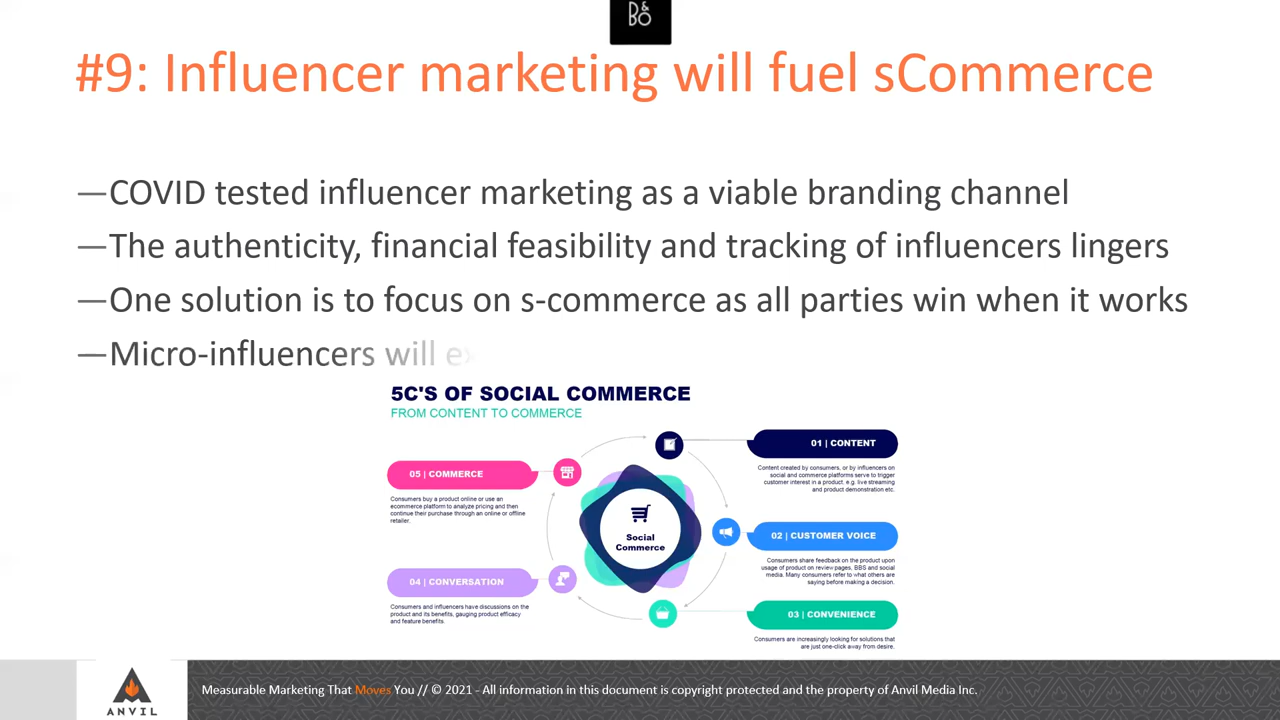 D&
BO
#9: Influencer marketing will fuel sCommerce
—COVID tested influencer marketing as a viable branding channel
—The authenticity, financial feasibility and tracking of influencers lingers
—One solution is to focus on s-commerce as all parties win when it works
—Micro-influencers will
5C'S OF SOCIAL COMMERCE
FROM CONTENT TO COMMERCE
01 | CONTENT
Content created by consumers, or by influencers on
social and commerce platforms serve to trigger
customer interest in a product, e.g. live streaming
and product demonstration etc.
02 | CUSTOMER VOICE
Consumers share feedback on the product upon
usage of product on review pages, BBS and social
media. Many consumers refer to what others are
saying before making a decision.
03 | CONVENIENCE
Consumers are increasingly looking for solutions that
are just one-click away from desire.
04 | CONVERSATION
Consumers and influencers have discussions on the
product and its benefits, gauging product efficacy
and feature benefits.
05 | COMMERCE
Consumers buy a product online or use an
ecommerce platform to analyze pricing and then
continue their purchase through an online or offline
retailer.
Social
Commerce
ANVIL
Measurable Marketing That Moves You // © 2021 - All information in this document is copyright protected and the property of Anvil Media Inc.